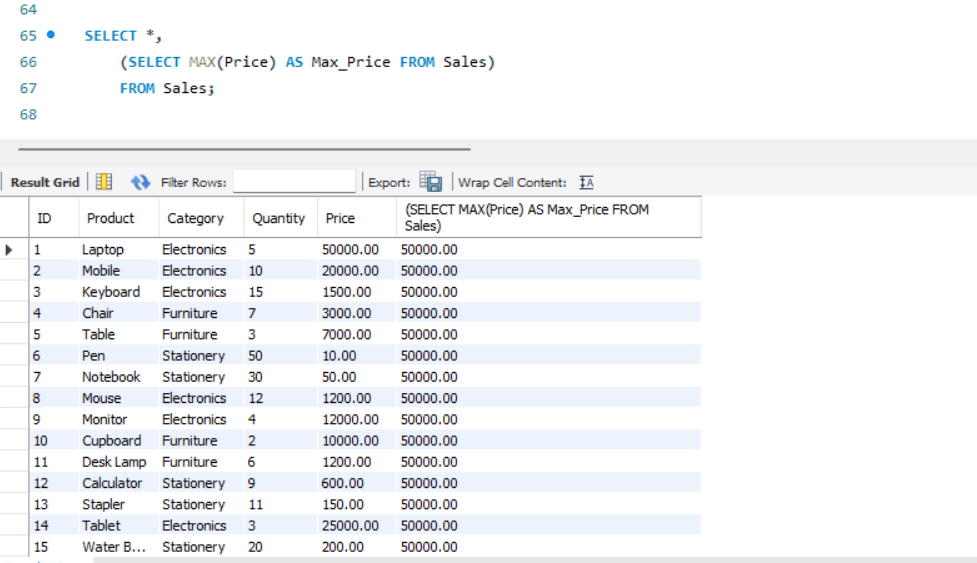 64
65 SELECT *,
66 (SELECT MAX(Price) AS Max_Price FROM Sales)
67 FROM Sales;
68
Result Grid Filter Rows: Export: Wrap Cell Content: IA
ID Product Category Quantity Price (SELECT MAX(Price) AS Max_Price FROM
Sales)
1 Laptop Electronics 5 50000.00 50000.00
2 Mobile Electronics 10 20000.00 50000.00
3 Keyboard Electronics 15 1500.00 50000.00
4 Chair Furniture 7 3000.00 50000.00
5 Table Furniture 3 7000.00 50000.00
6 Pen Stationery 50 10.00 50000.00
7 Notebook Stationery 30 50.00 50000.00
8 Mouse Electronics 12 1200.00 50000.00
9 Monitor Electronics 4 12000.00 50000.00
10 Cupboard Furniture 2 10000.00 50000.00
11 Desk Lamp Furniture 6 1200.00 50000.00
12 Calculator Stationery 9 600.00 50000.00
13 Stapler Stationery 11 150.00 50000.00
14 Tablet Electronics 3 25000.00 50000.00
15 Water B... Stationery 20 200.00 50000.00